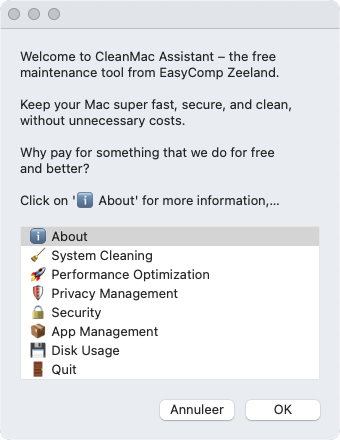 Welcome to CleanMac Assistant – the free
maintenance tool from EasyComp Zeeland.
Keep your Mac super fast, secure, and clean,
without unnecessary costs.
Why pay for something that we do for free
and better?
Click on 'ℹ️ About' for more information,...
ℹ️ About
🧹 System Cleaning
🚀 Performance Optimization
🛡️ Privacy Management
🔒 Security
📦 App Management
💾 Disk Usage
🚪 Quit
Annuleer OK